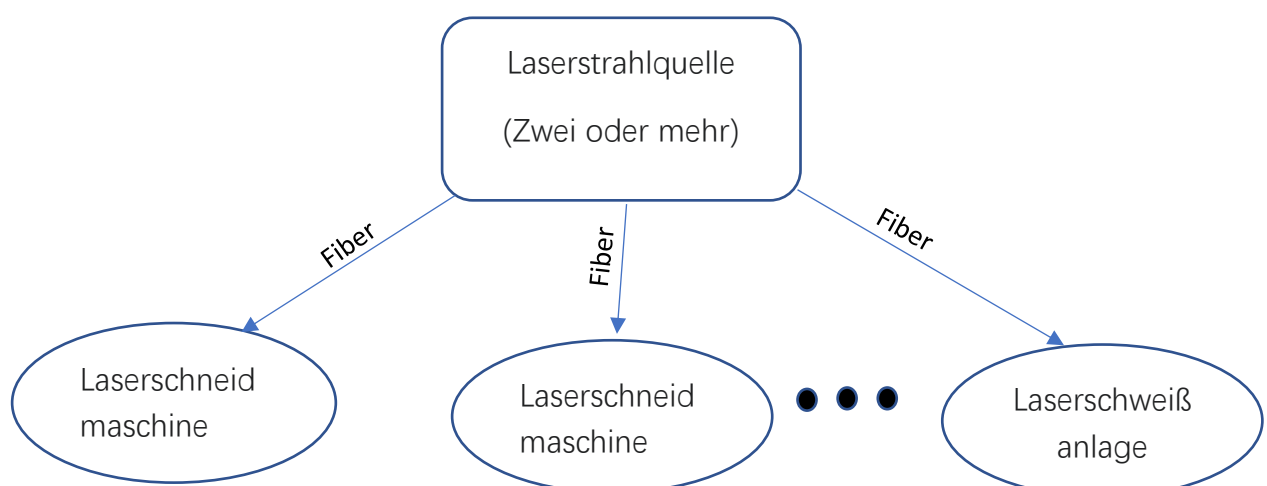 Laserstrahlquelle
(Zwei oder mehr)
Fiber
Fiber
Fiber
Laserschneid
maschine
Laserschneid
maschine
Laserschweiß
anlage